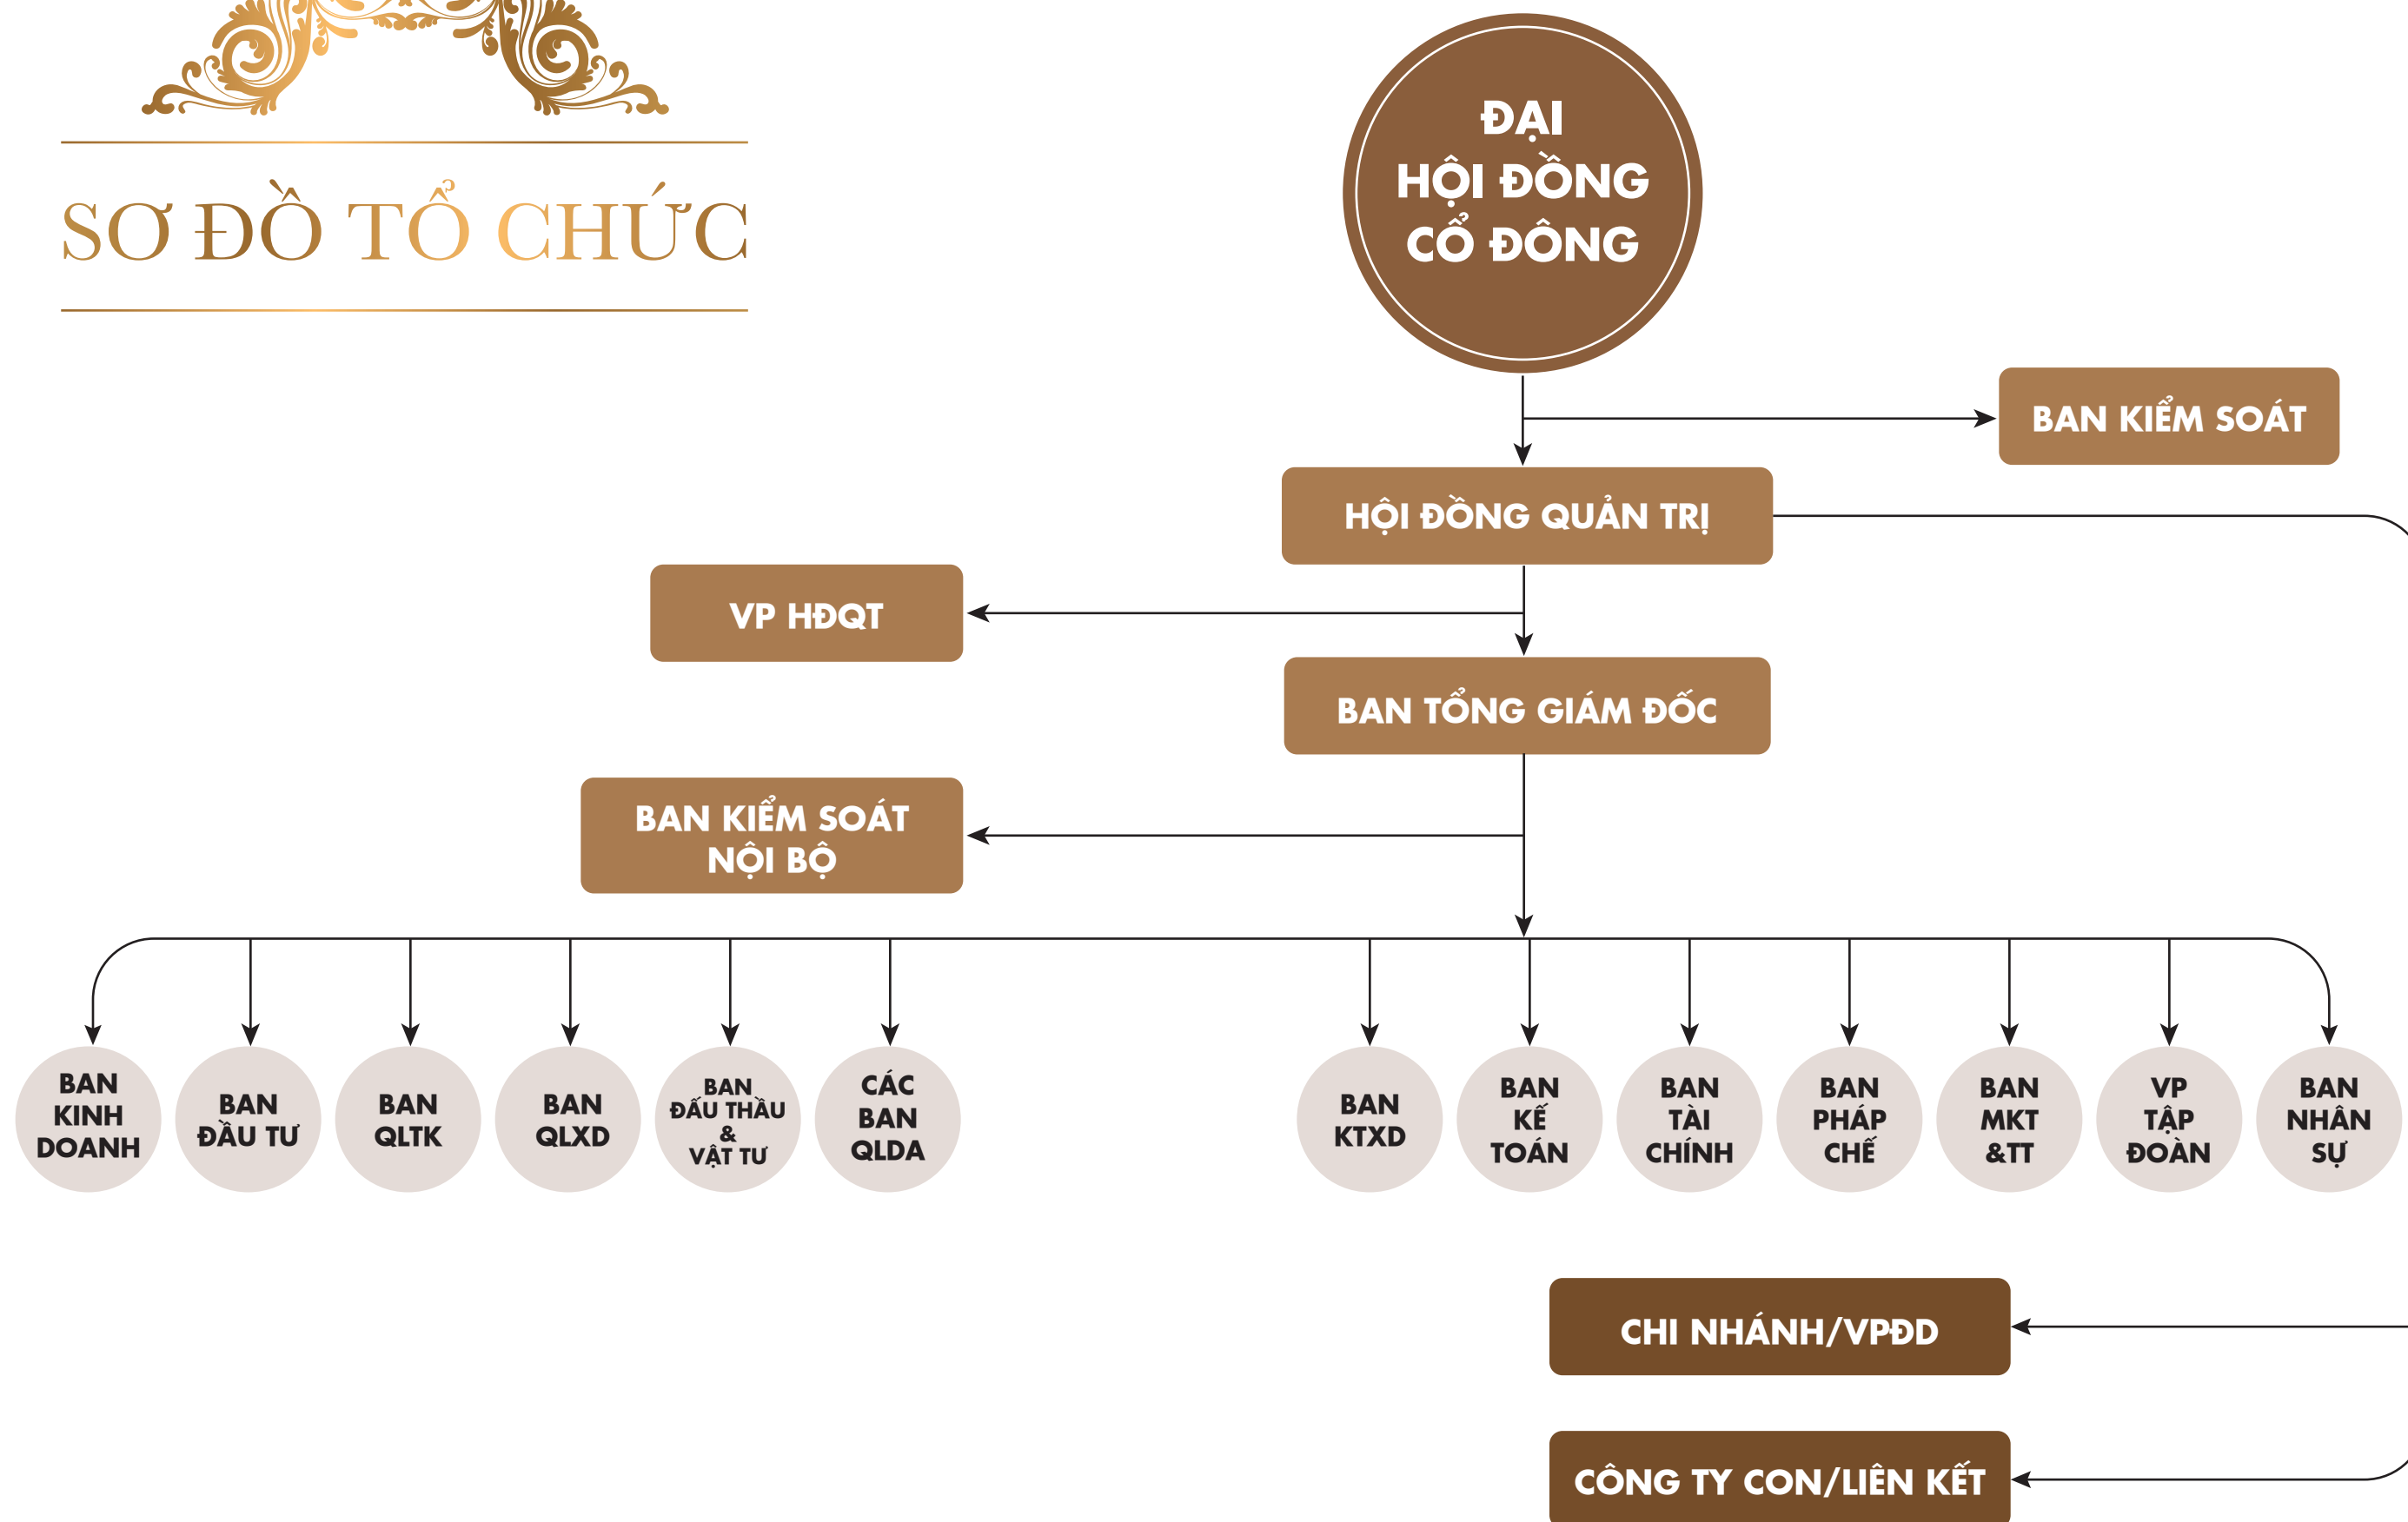 SƠ ĐỒ TỔ CHỨC
ĐẠI
HỘI ĐỒNG
CỔ ĐÔNG
BAN KIỂM SOÁT
HỘI ĐỒNG QUẢN TRỊ
VP HĐQT
BAN TỔNG GIÁM ĐỐC
BAN KIỂM SOÁT
NỘI BỘ
BAN
KINH
DOANH
BAN
ĐẦU TƯ
BAN
QLTK
BAN
QLXD
BAN
ĐẤU THẦU
&
VẬT TƯ
CÁC
BAN
QLDA
BAN
KTXD
BAN
KẾ
TOÁN
BAN
TÀI
CHÍNH
BAN
PHÁP
CHẾ
BAN
MKT
&TT
VP
TẬP
ĐOÀN
BAN
NHÂN
SỰ
CHI NHÁNH/VPĐD
CÔNG TY CON/LIÊN KẾT